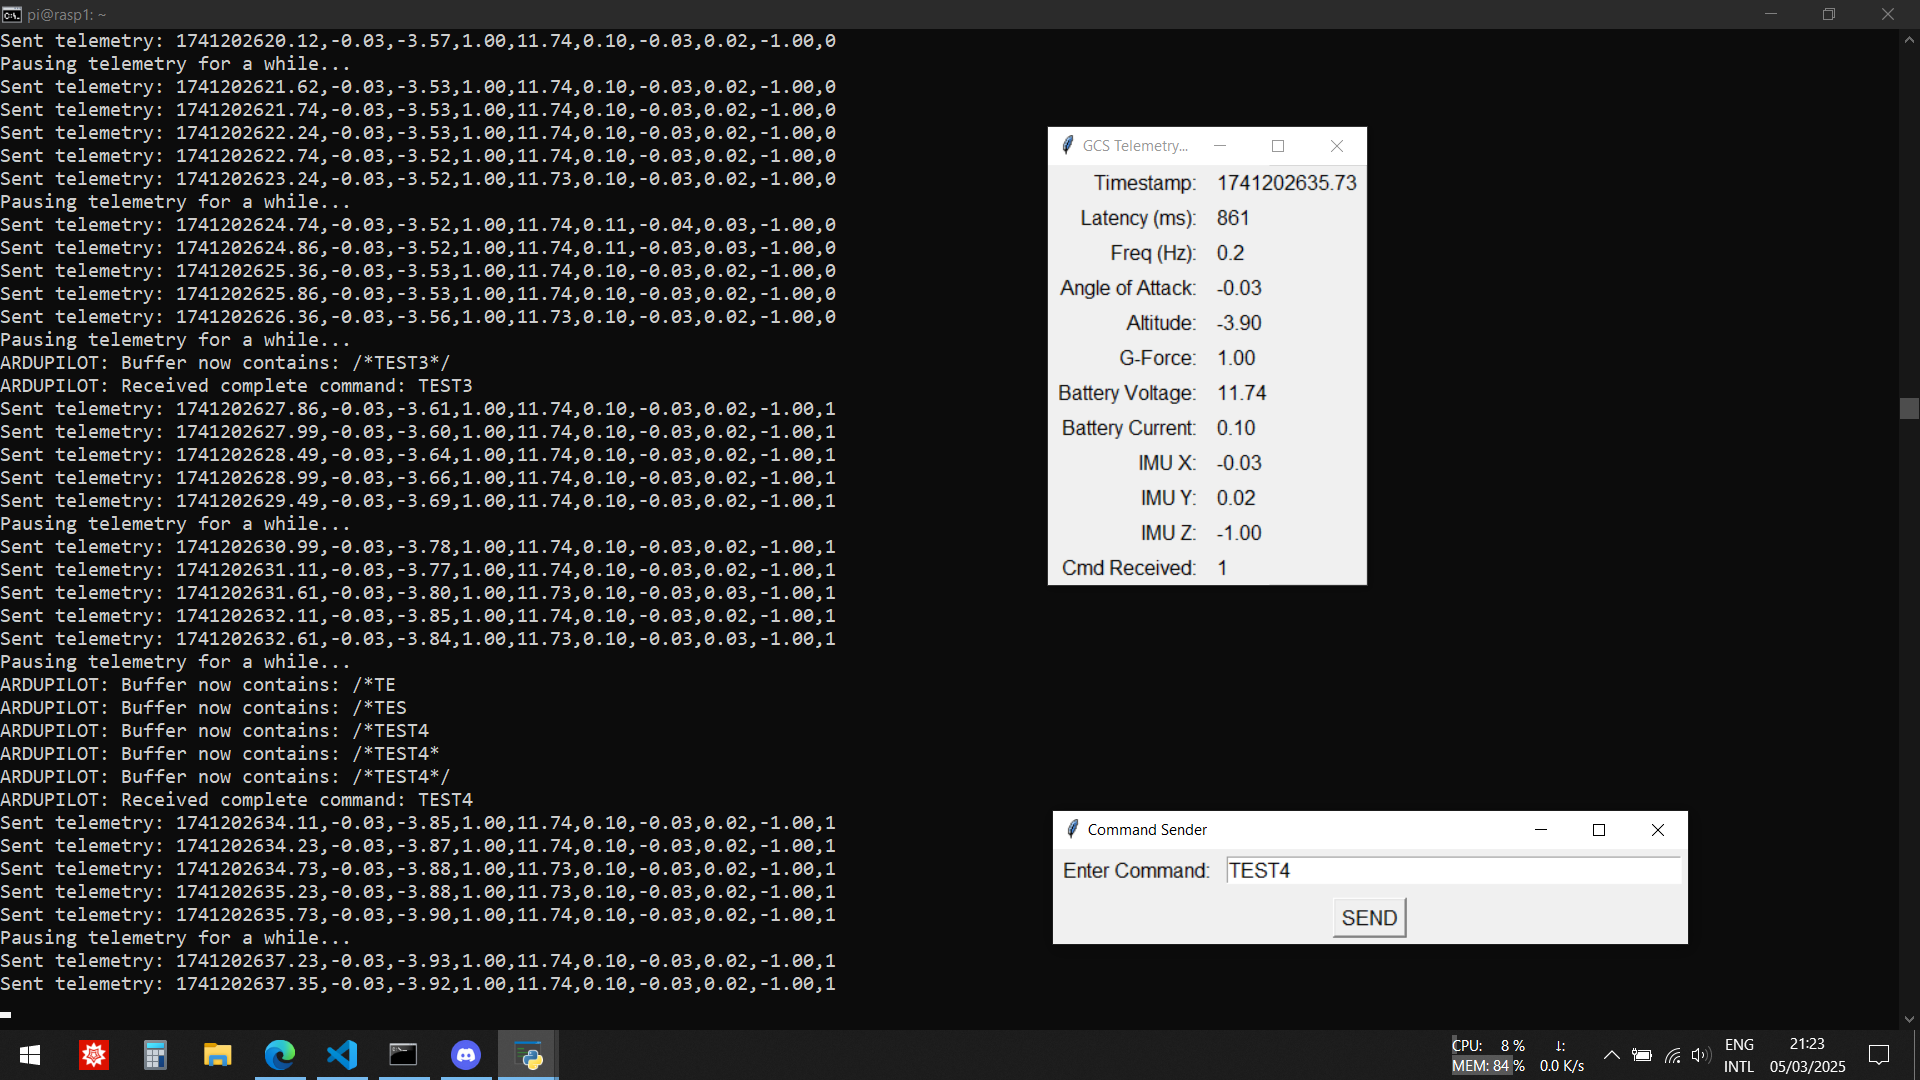 pi@rasp1: ~
Sent telemetry: 1741202620.12,-0.03,-3.57,1.00,11.74,0.10,-0.03,0.02,-1.00,0
Pausing telemetry for a while...
Sent telemetry: 1741202621.62,-0.03,-3.53,1.00,11.74,0.10,-0.03,0.02,-1.00,0
Sent telemetry: 1741202621.74,-0.03,-3.53,1.00,11.74,0.10,-0.03,0.02,-1.00,0
Sent telemetry: 1741202622.24,-0.03,-3.53,1.00,11.74,0.10,-0.03,0.02,-1.00,0
Sent telemetry: 1741202622.74,-0.03,-3.52,1.00,11.74,0.10,-0.03,0.02,-1.00,0
Sent telemetry: 1741202623.24,-0.03,-3.52,1.00,11.73,0.10,-0.03,0.02,-1.00,0
Pausing telemetry for a while...
Sent telemetry: 1741202624.74,-0.03,-3.52,1.00,11.74,0.11,-0.04,0.03,-1.00,0
Sent telemetry: 1741202624.86,-0.03,-3.52,1.00,11.74,0.11,-0.03,0.03,-1.00,0
Sent telemetry: 1741202625.36,-0.03,-3.53,1.00,11.74,0.10,-0.03,0.02,-1.00,0
Sent telemetry: 1741202625.86,-0.03,-3.53,1.00,11.74,0.10,-0.03,0.02,-1.00,0
Sent telemetry: 1741202626.36,-0.03,-3.56,1.00,11.73,0.10,-0.03,0.02,-1.00,0
Pausing telemetry for a while...
ARDUPILOT: Buffer now contains: /*TEST3*/
ARDUPILOT: Received complete command: TEST3
Sent telemetry: 1741202627.86,-0.03,-3.61,1.00,11.74,0.10,-0.03,0.02,-1.00,1
Sent telemetry: 1741202627.99,-0.03,-3.60,1.00,11.74,0.10,-0.03,0.02,-1.00,1
Sent telemetry: 1741202628.49,-0.03,-3.64,1.00,11.74,0.10,-0.03,0.02,-1.00,1
Sent telemetry: 1741202628.99,-0.03,-3.66,1.00,11.74,0.10,-0.03,0.02,-1.00,1
Sent telemetry: 1741202629.49,-0.03,-3.69,1.00,11.74,0.10,-0.03,0.02,-1.00,1
Pausing telemetry for a while...
Sent telemetry: 1741202630.99,-0.03,-3.78,1.00,11.74,0.10,-0.03,0.02,-1.00,1
Sent telemetry: 1741202631.11,-0.03,-3.77,1.00,11.74,0.10,-0.03,0.02,-1.00,1
Sent telemetry: 1741202631.61,-0.03,-3.80,1.00,11.73,0.10,-0.03,0.03,-1.00,1
Sent telemetry: 1741202632.11,-0.03,-3.85,1.00,11.74,0.10,-0.03,0.02,-1.00,1
Sent telemetry: 1741202632.61,-0.03,-3.84,1.00,11.73,0.10,-0.03,0.03,-1.00,1
Pausing telemetry for a while...
ARDUPILOT: Buffer now contains: /*TE
ARDUPILOT: Buffer now contains: /*TES
ARDUPILOT: Buffer now contains: /*TEST4
ARDUPILOT: Buffer now contains: /*TEST4*
ARDUPILOT: Buffer now contains: /*TEST4*/
ARDUPILOT: Received complete command: TEST4
Sent telemetry: 1741202634.11,-0.03,-3.85,1.00,11.74,0.10,-0.03,0.02,-1.00,1
Sent telemetry: 1741202634.23,-0.03,-3.87,1.00,11.74,0.10,-0.03,0.02,-1.00,1
Sent telemetry: 1741202634.73,-0.03,-3.88,1.00,11.73,0.10,-0.03,0.02,-1.00,1
Sent telemetry: 1741202635.23,-0.03,-3.88,1.00,11.73,0.10,-0.03,0.02,-1.00,1
Sent telemetry: 1741202635.73,-0.03,-3.90,1.00,11.74,0.10,-0.03,0.02,-1.00,1
Pausing telemetry for a while...
Sent telemetry: 1741202637.23,-0.03,-3.93,1.00,11.74,0.10,-0.03,0.02,-1.00,1
Sent telemetry: 1741202637.35,-0.03,-3.92,1.00,11.74,0.10,-0.03,0.02,-1.00,1
GCS Telemetry...
Timestamp: 1741202635.73
Latency (ms): 861
Freq (Hz): 0.2
Angle of Attack: -0.03
Altitude: -3.90
G-Force: 1.00
Battery Voltage: 11.74
Battery Current: 0.10
IMU X: -0.03
IMU Y: 0.02
IMU Z: -1.00
Cmd Received: 1
Command Sender
Enter Command: TEST4
SEND
CPU: 8 % ↓:
MEM: 84 % 0.0 K/s
ENG
INTL
21:23
05/03/2025